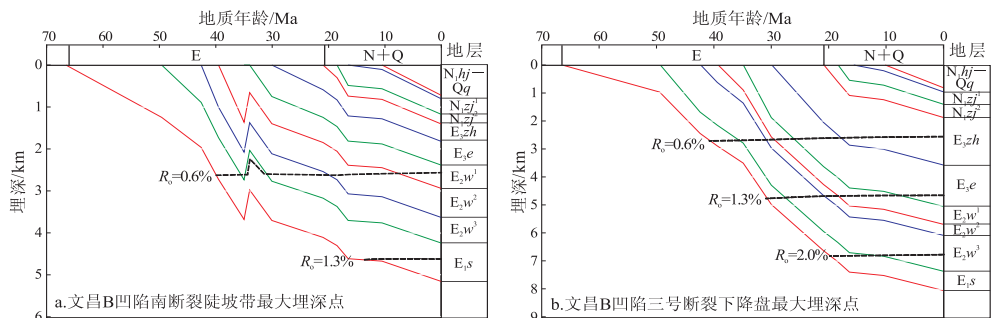 地质年龄/Ma
70 60 50 40 30 20 10 0
地层
E N+Q
0
1
2
3
4
5
6
埋深/km
Rₒ=0.6%
Rₒ=1.3%
N₁hj—
Qq
N₁zj¹
N₁zj²
E₃zh
E₃e
E₂w¹
E₂w²
E₂w³
E₁s
a.文昌B凹陷南断裂陡坡带最大埋深点
地质年龄/Ma
70 60 50 40 30 20 10 0
地层
E N+Q
0
1
2
3
4
5
6
7
8
9
埋深/km
Rₒ=0.6%
Rₒ=1.3%
Rₒ=2.0%
N₁hj—
Qq
N₁zj¹
N₁zj²
E₃zh
E₃e
E₂w¹
E₂w²
E₂w³
E₁s
b.文昌B凹陷三号断裂下降盘最大埋深点